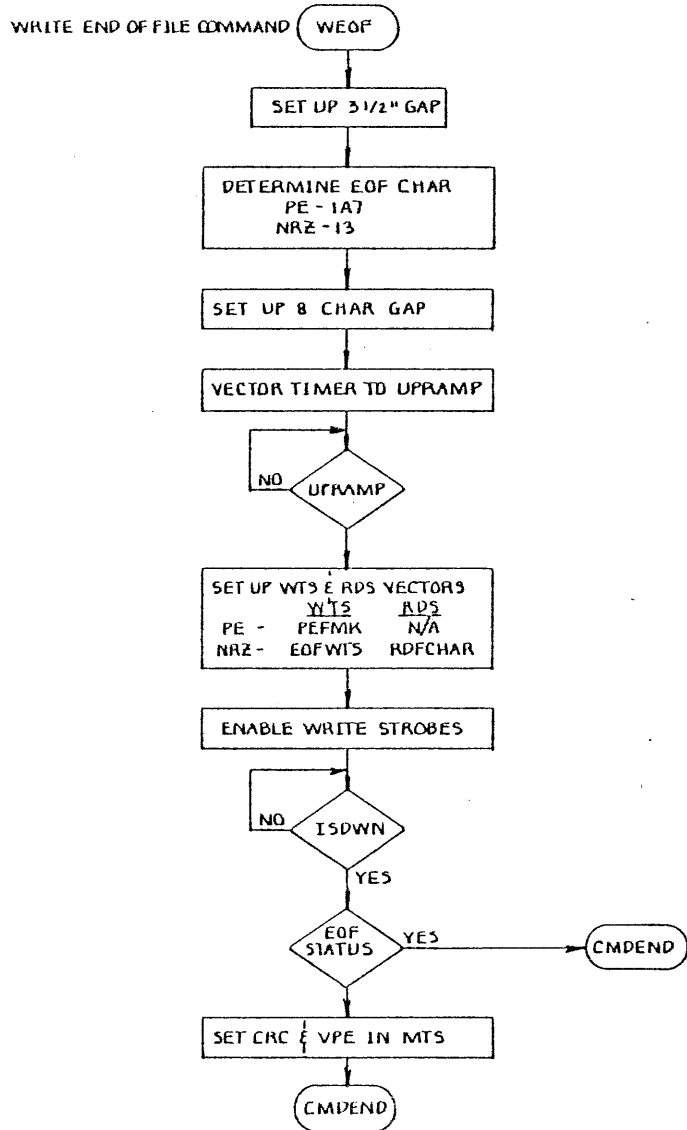 WRITE END OF FILE COMMAND
WEOF
SET UP 3 1/2" GAP
DETERMINE EOF CHAR
PE - 1A7
NRZ - 13
SET UP 8 CHAR GAP
VECTOR TIMER TO UPRAMP
NO
UPRAMP
SET UP WTS & RDS VECTORS
WTS RDS
PE - PEFMK N/A
NRZ - EOFWTS RDFCHAR
ENABLE WRITE STROBES
NO
ISDWN
YES
EOF
STATUS
YES
CMDEND
SET CRC & VPE IN MTS
CMDEND